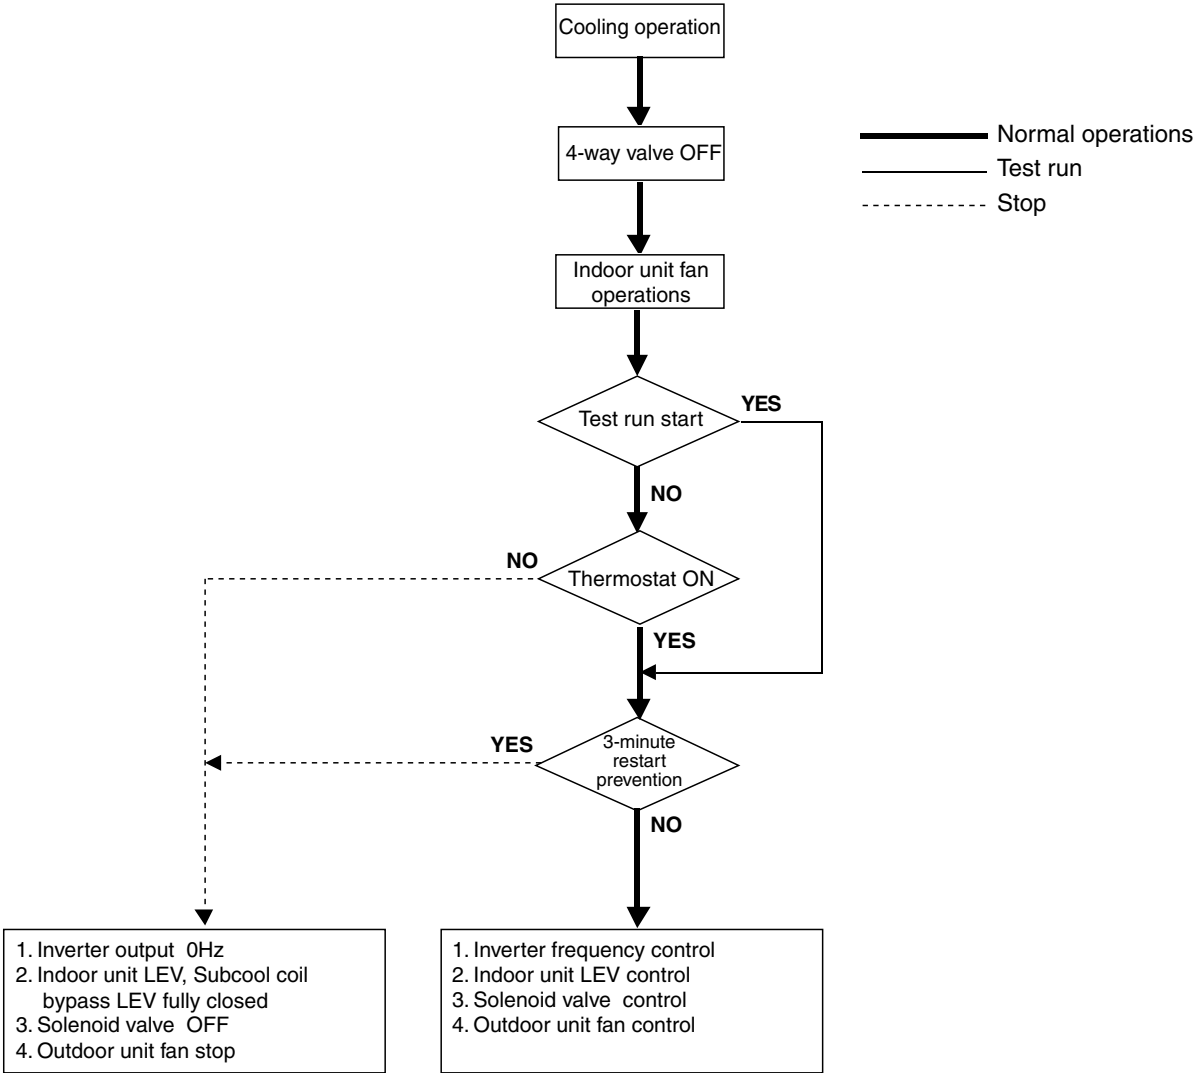 Cooling operation
4-way valve OFF
Normal operations
Test run
Stop
Indoor unit fan
operations
Test run start
YES
NO
Thermostat ON
NO
YES
3-minute
restart
prevention
YES
NO
1. Inverter output 0Hz
2. Indoor unit LEV, Subcool coil
bypass LEV fully closed
3. Solenoid valve OFF
4. Outdoor unit fan stop
1. Inverter frequency control
2. Indoor unit LEV control
3. Solenoid valve control
4. Outdoor unit fan control